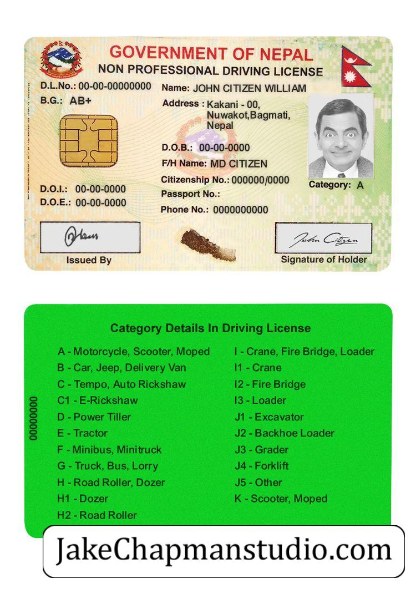 GOVERNMENT OF NEPAL
NON PROFESSIONAL DRIVING LICENSE
D.L.No.: 00-00-00000000
B.G.: AB+
Name: JOHN CITIZEN WILLIAM
Address : Kakani - 00,
Nuwakot,Bagmati,
Nepal
D.O.B.: 00-00-0000
F/H Name: MD CITIZEN
Citizenship No.: 000000/0000
Passport No.:
Phone No.: 0000000000
Category: A
D.O.I.: 00-00-0000
D.O.E.: 00-00-0000
Issued By
John Citizen
Signature of Holder
Category Details In Driving License
A - Motorcycle, Scooter, Moped
B - Car, Jeep, Delivery Van
C - Tempo, Auto Rickshaw
C1 - E-Rickshaw
D - Power Tiller
E - Tractor
F - Minibus, Minitruck
G - Truck, Bus, Lorry
H - Road Roller, Dozer
H1 - Dozer
H2 - Road Roller
I - Crane, Fire Bridge, Loader
I1 - Crane
I2 - Fire Bridge
I3 - Loader
J1 - Excavator
J2 - Backhoe Loader
J3 - Grader
J4 - Forklift
J5 - Other
K - Scooter, Moped
00000000
JakeChapmanstudio.com